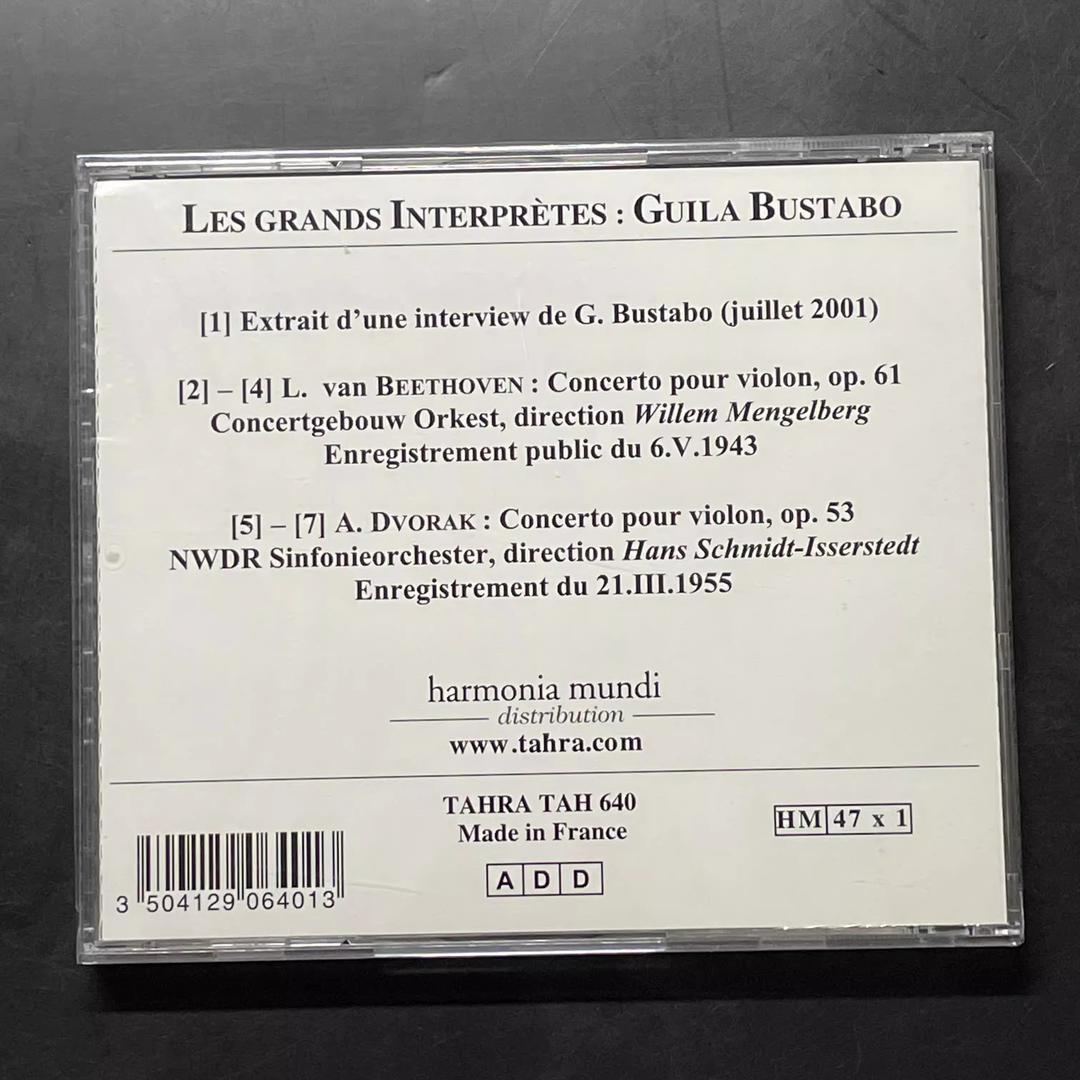 LES GRANDS INTERPRÈTES : GUILA BUSTABO
[1] Extrait d'une interview de G. Bustabo (juillet 2001)
[2] – [4] L. van BEETHOVEN : Concerto pour violon, op. 61
Concertgebouw Orkest, direction Willem Mengelberg
Enregistrement public du 6.V.1943
[5] – [7] A. DVORAK : Concerto pour violon, op. 53
NWDR Sinfonieorchester, direction Hans Schmidt-Isserstedt
Enregistrement du 21.III.1955
harmonia mundi
distribution
www.tahra.com
TAHRA TAH 640
Made in France
HM 47 x 1
A D D
3 504129 064013